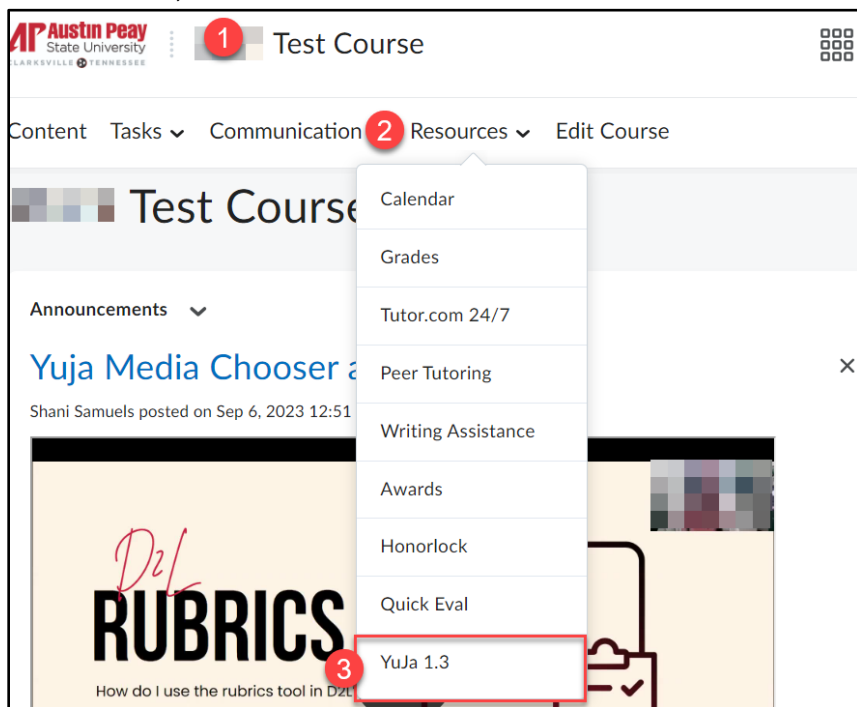 Austin Peay
State University
CLARKSVILLE TENNESSEE
1
Test Course
Content Tasks Communication 2 Resources Edit Course
Test Course
Calendar
Grades
Announcements
Tutor.com 24/7
Yuja Media Chooser a
Peer Tutoring
Shani Samuels posted on Sep 6, 2023 12:51
Writing Assistance
Awards
D2L
Honorlock
RUBRICS
Quick Eval
3 YuJa 1.3
How do I use the rubrics tool in D2L